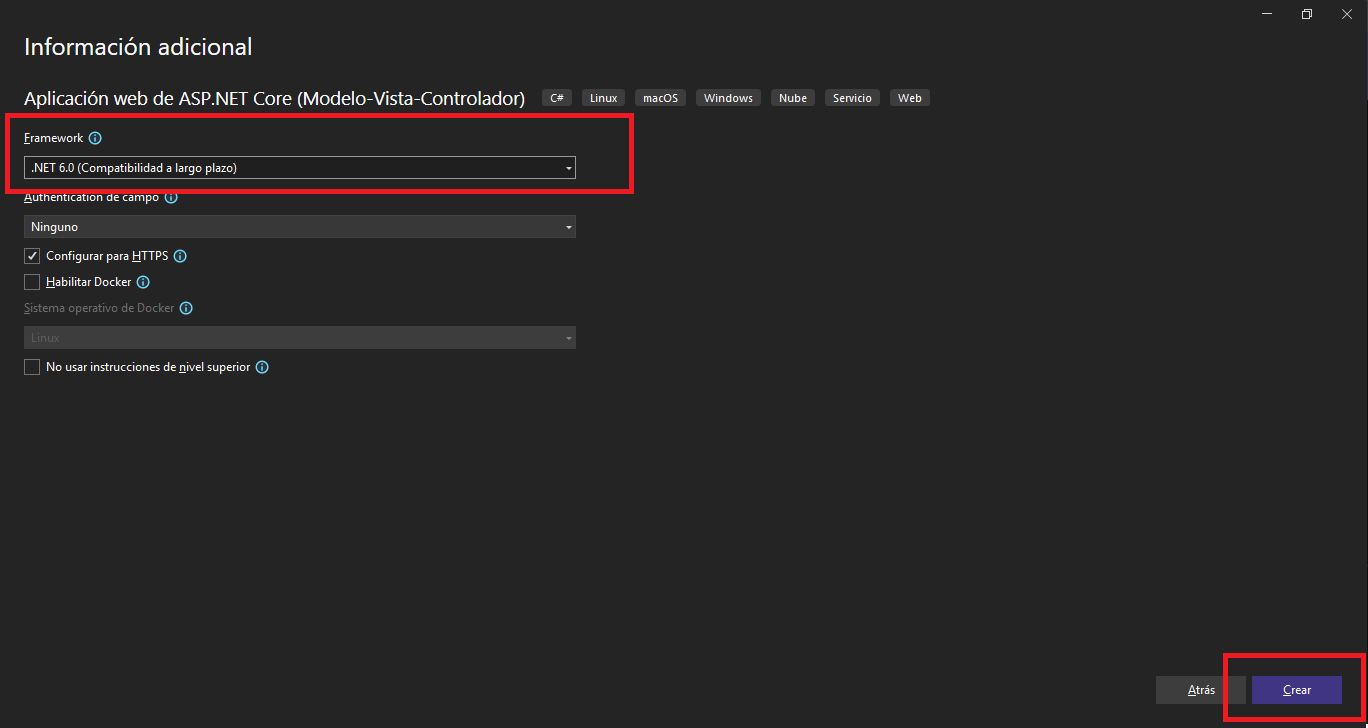 Información adicional
Aplicación web de ASP.NET Core (Modelo-Vista-Controlador) C# Linux macOS Windows Nube Servicio Web
Framework
.NET 6.0 (Compatibilidad a largo plazo)
Authentication de campo
Ninguno
Configurar para HTTPS
Habilitar Docker
Sistema operativo de Docker
Linux
No usar instrucciones de nivel superior
Atrás Crear